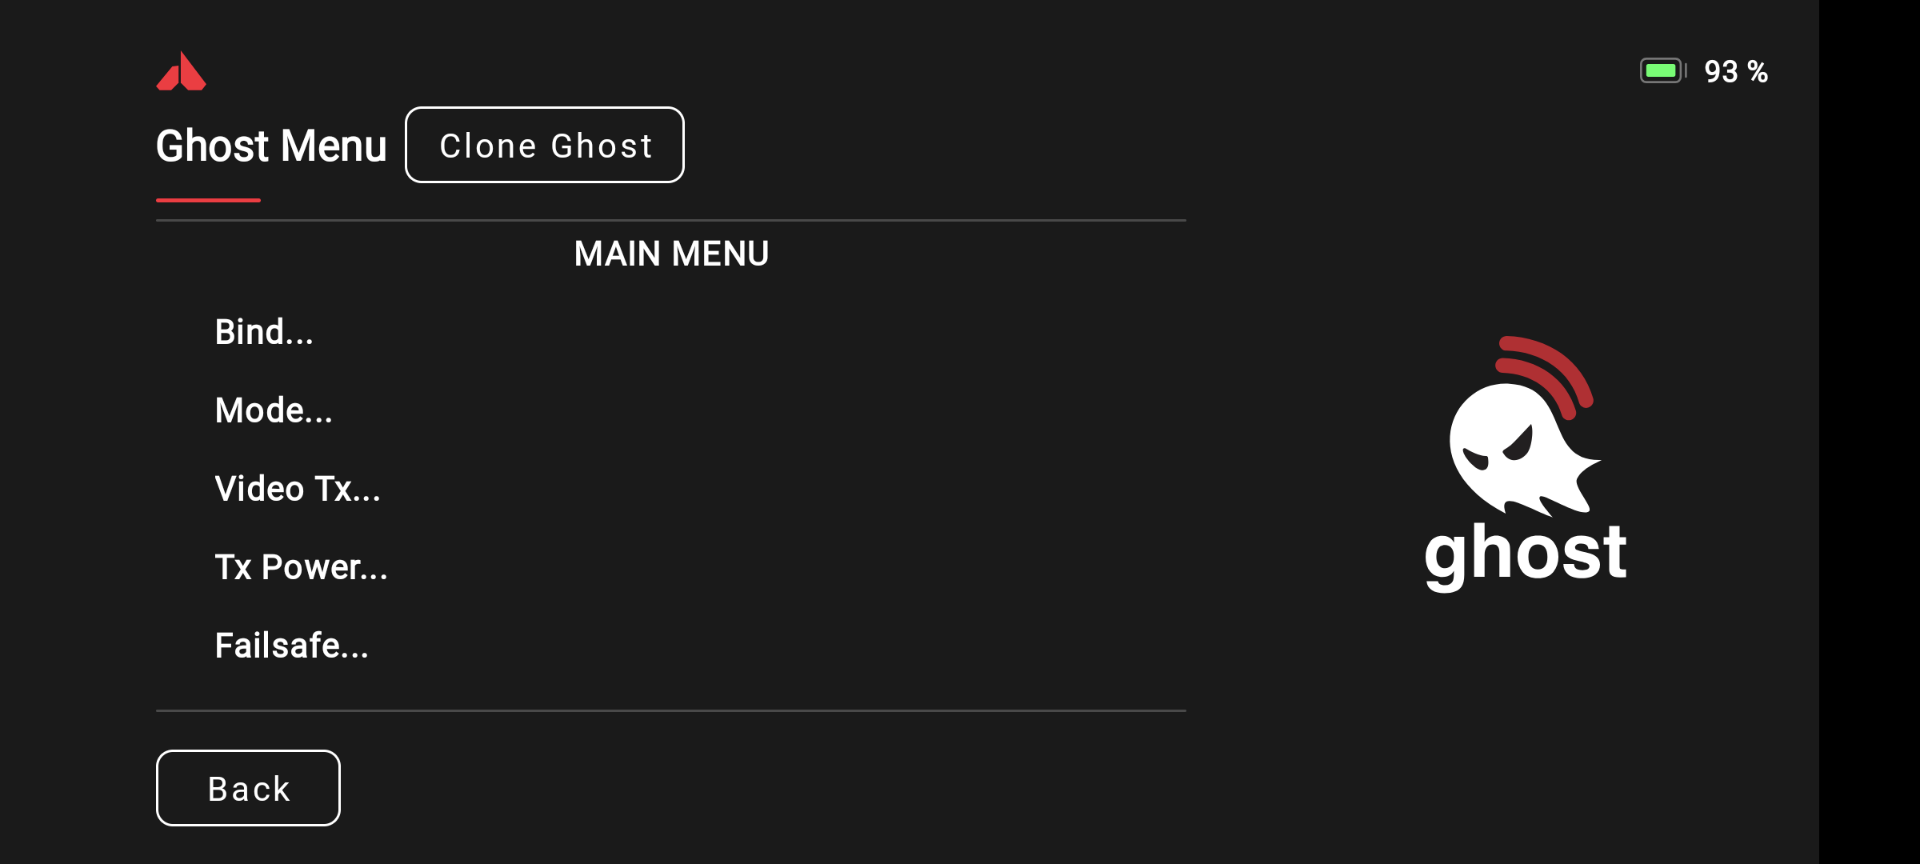 93 %
Ghost Menu
Clone Ghost
MAIN MENU
Bind...
Mode...
Video Tx...
Tx Power...
Failsafe...
ghost
Back